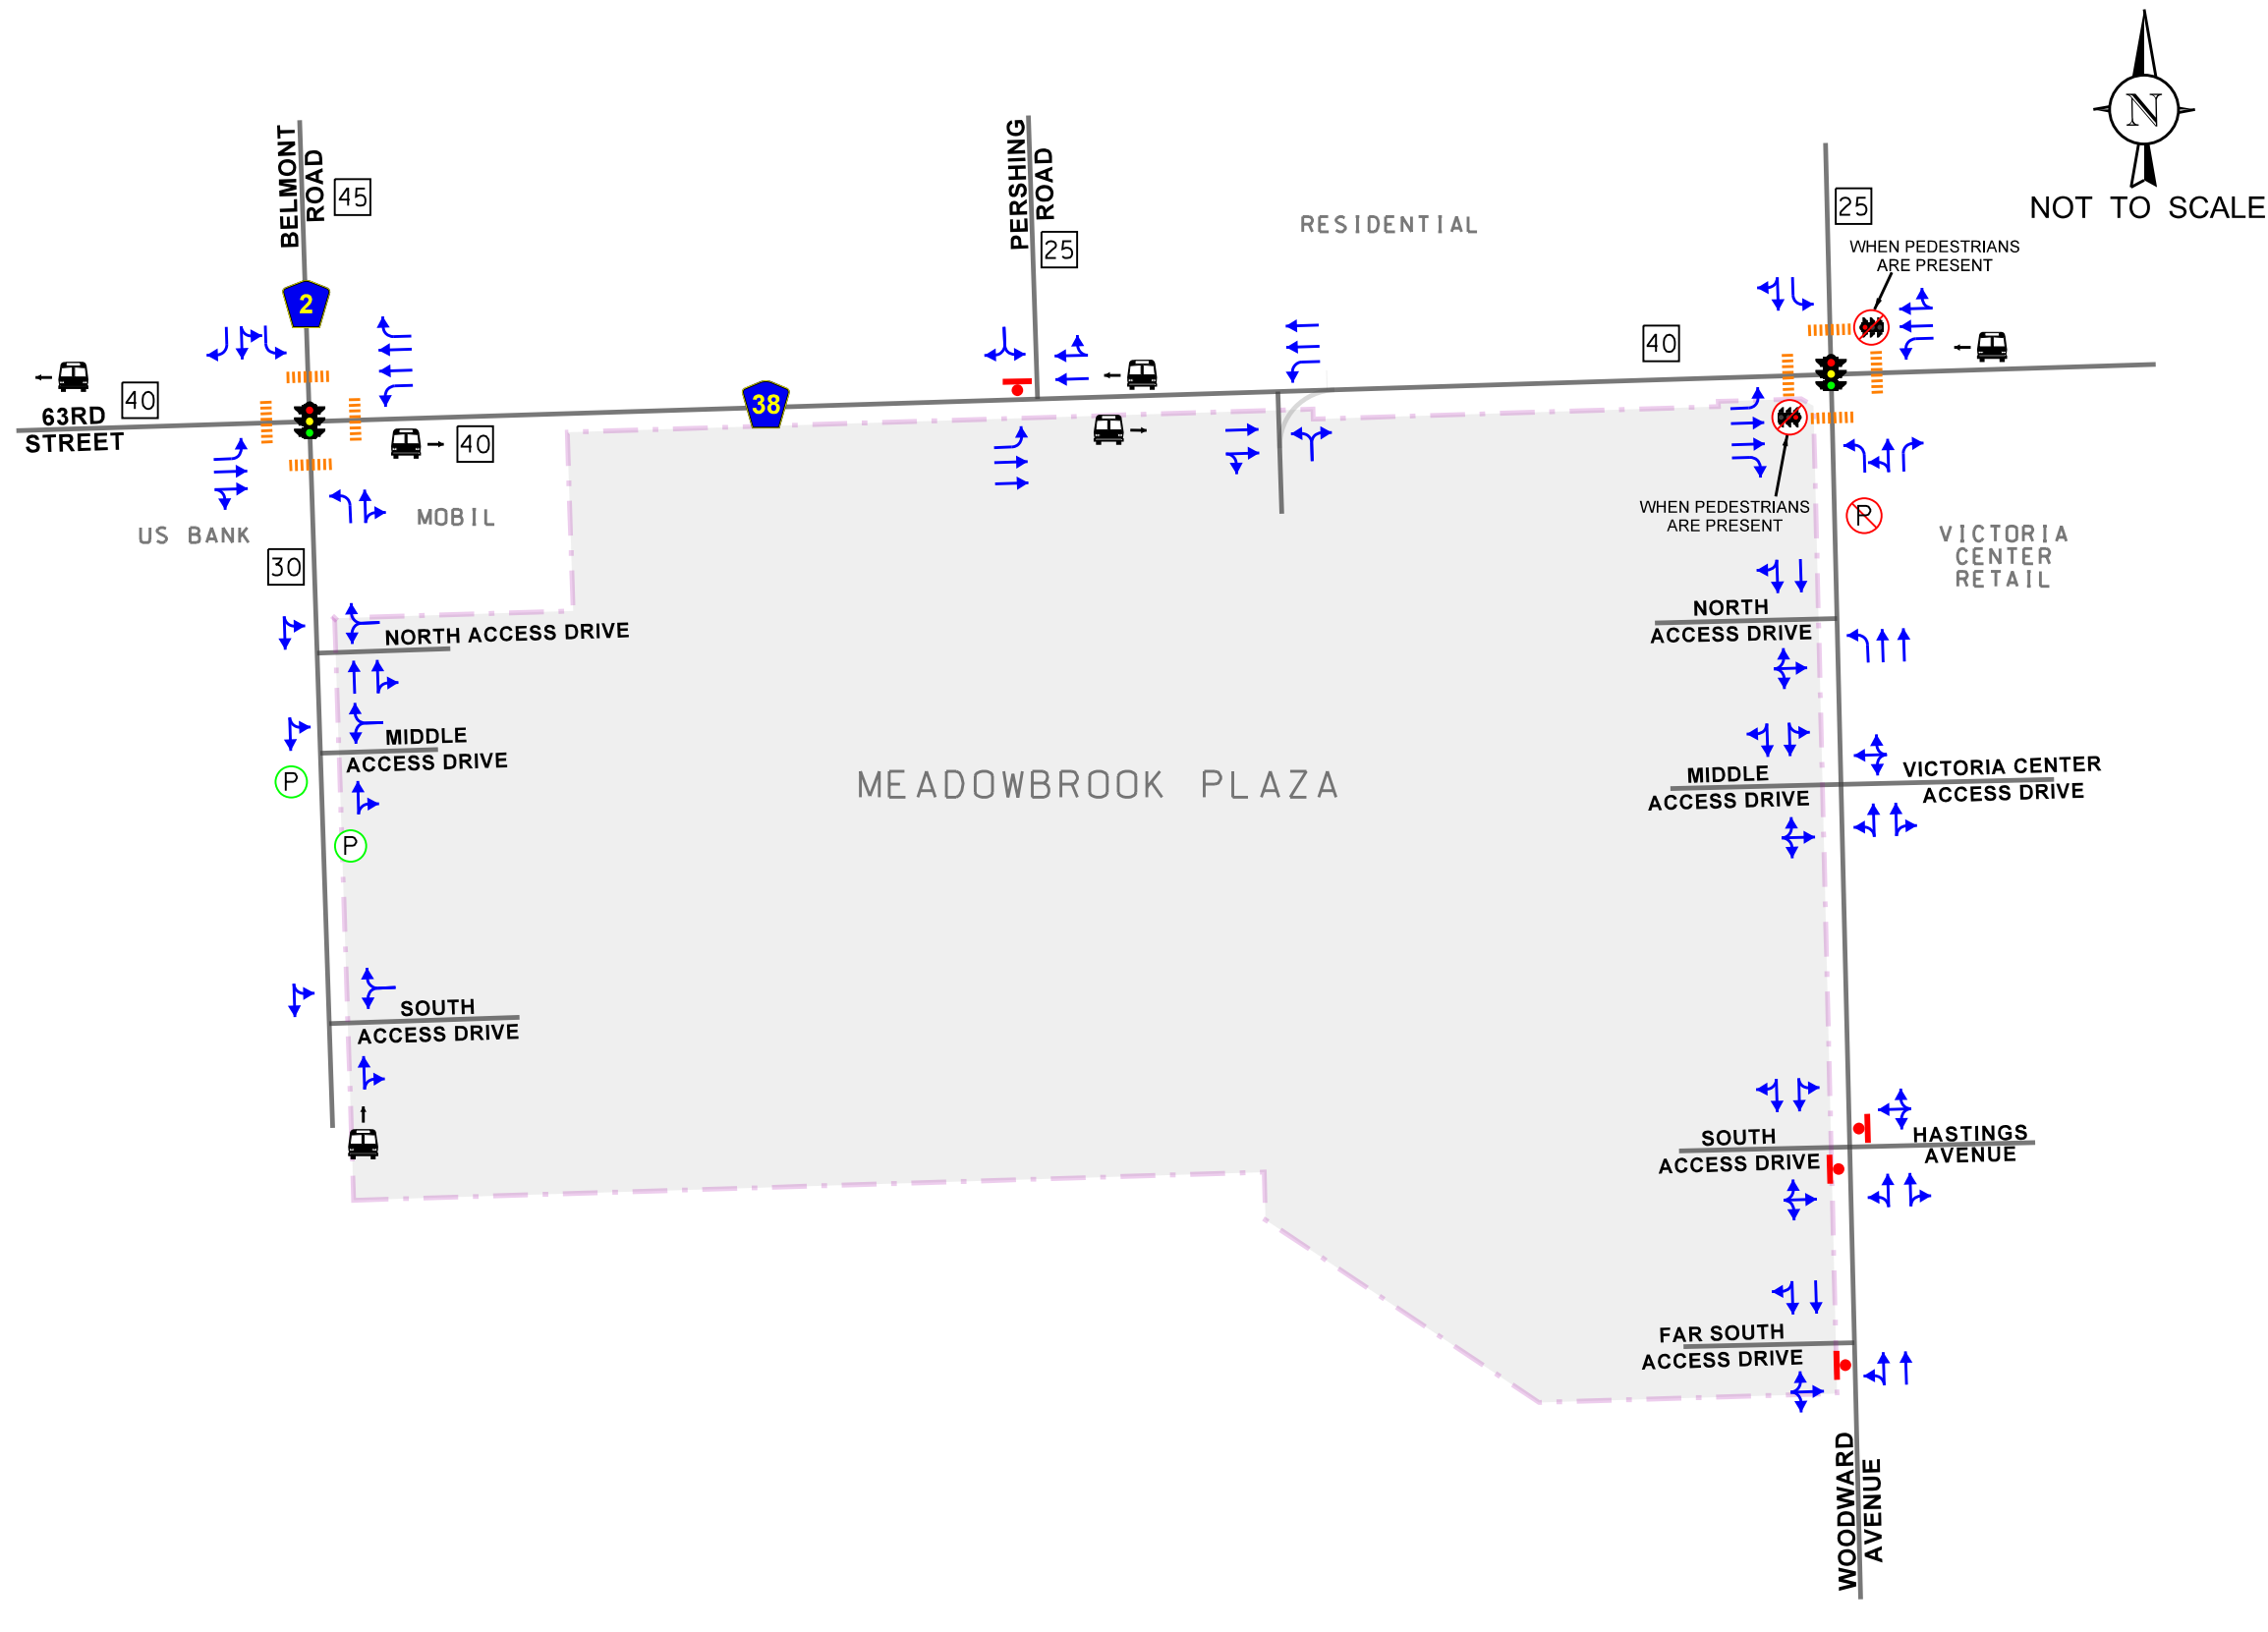 N
NOT TO SCALE
BELMONT
ROAD
45
PERSHING
ROAD
25
RESIDENTIAL
25
WHEN PEDESTRIANS
ARE PRESENT
2
40
40
63RD
STREET
38
40
US BANK
MOBIL
30
WHEN PEDESTRIANS
ARE PRESENT
P
VICTORIA
CENTER
RETAIL
NORTH ACCESS DRIVE
NORTH
ACCESS DRIVE
MIDDLE
ACCESS DRIVE
P
P
MEADOWBROOK PLAZA
MIDDLE
ACCESS DRIVE
VICTORIA CENTER
ACCESS DRIVE
SOUTH
ACCESS DRIVE
SOUTH
ACCESS DRIVE
HASTINGS
AVENUE
FAR SOUTH
ACCESS DRIVE
WOODWARD
AVENUE